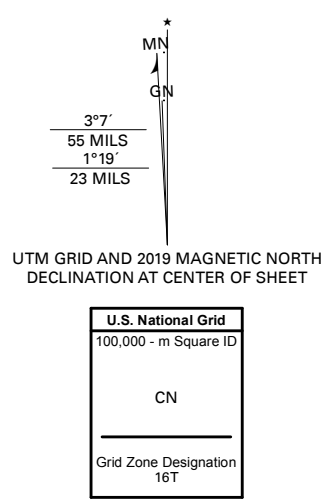 MN
GN
3°7´
55 MILS
1°19´
23 MILS
UTM GRID AND 2019 MAGNETIC NORTH
DECLINATION AT CENTER OF SHEET
U.S. National Grid
100,000 - m Square ID
CN
Grid Zone Designation
16T